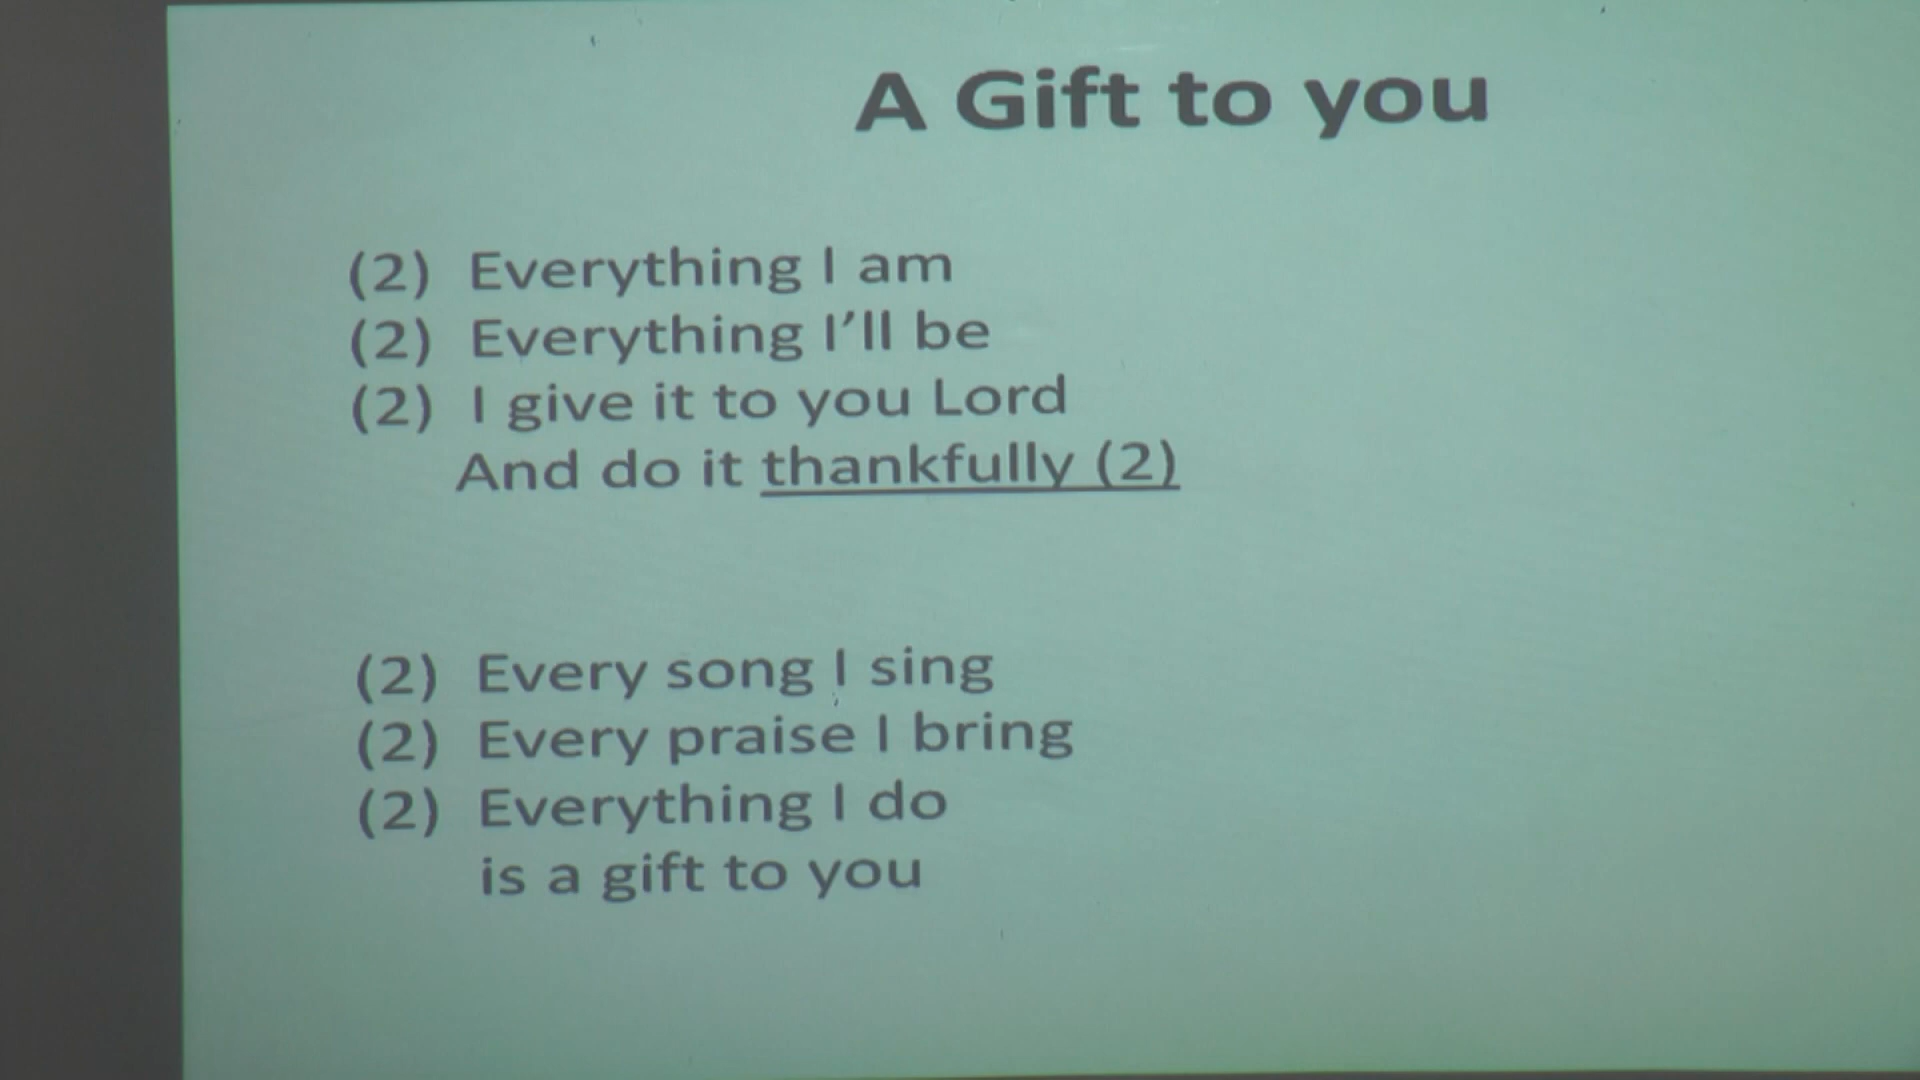 A Gift to you
(2) Everything I am
(2) Everything I’ll be
(2) I give it to you Lord
And do it thankfully (2)
(2) Every song I sing
(2) Every praise I bring
(2) Everything I do
is a gift to you